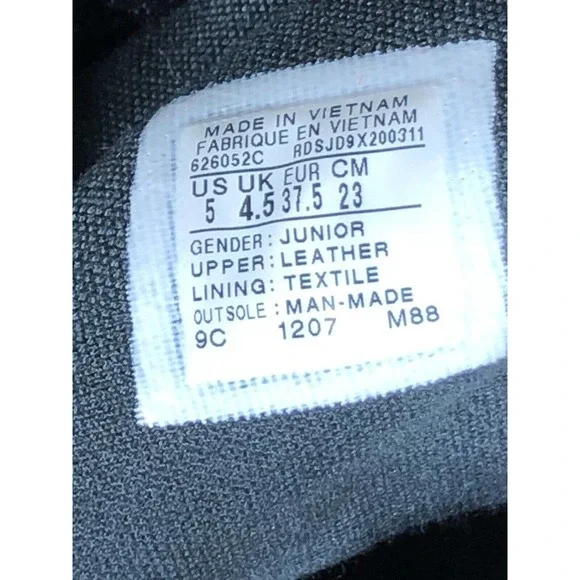 MADE IN VIETNAM
FABRIQUE EN VIETNAM
626052C RDSJD9X200311
US UK EUR CM
5 4.5 37.5 23
GENDER: JUNIOR
UPPER: LEATHER
LINING: TEXTILE
OUTSOLE: MAN-MADE
9C 1207 M88